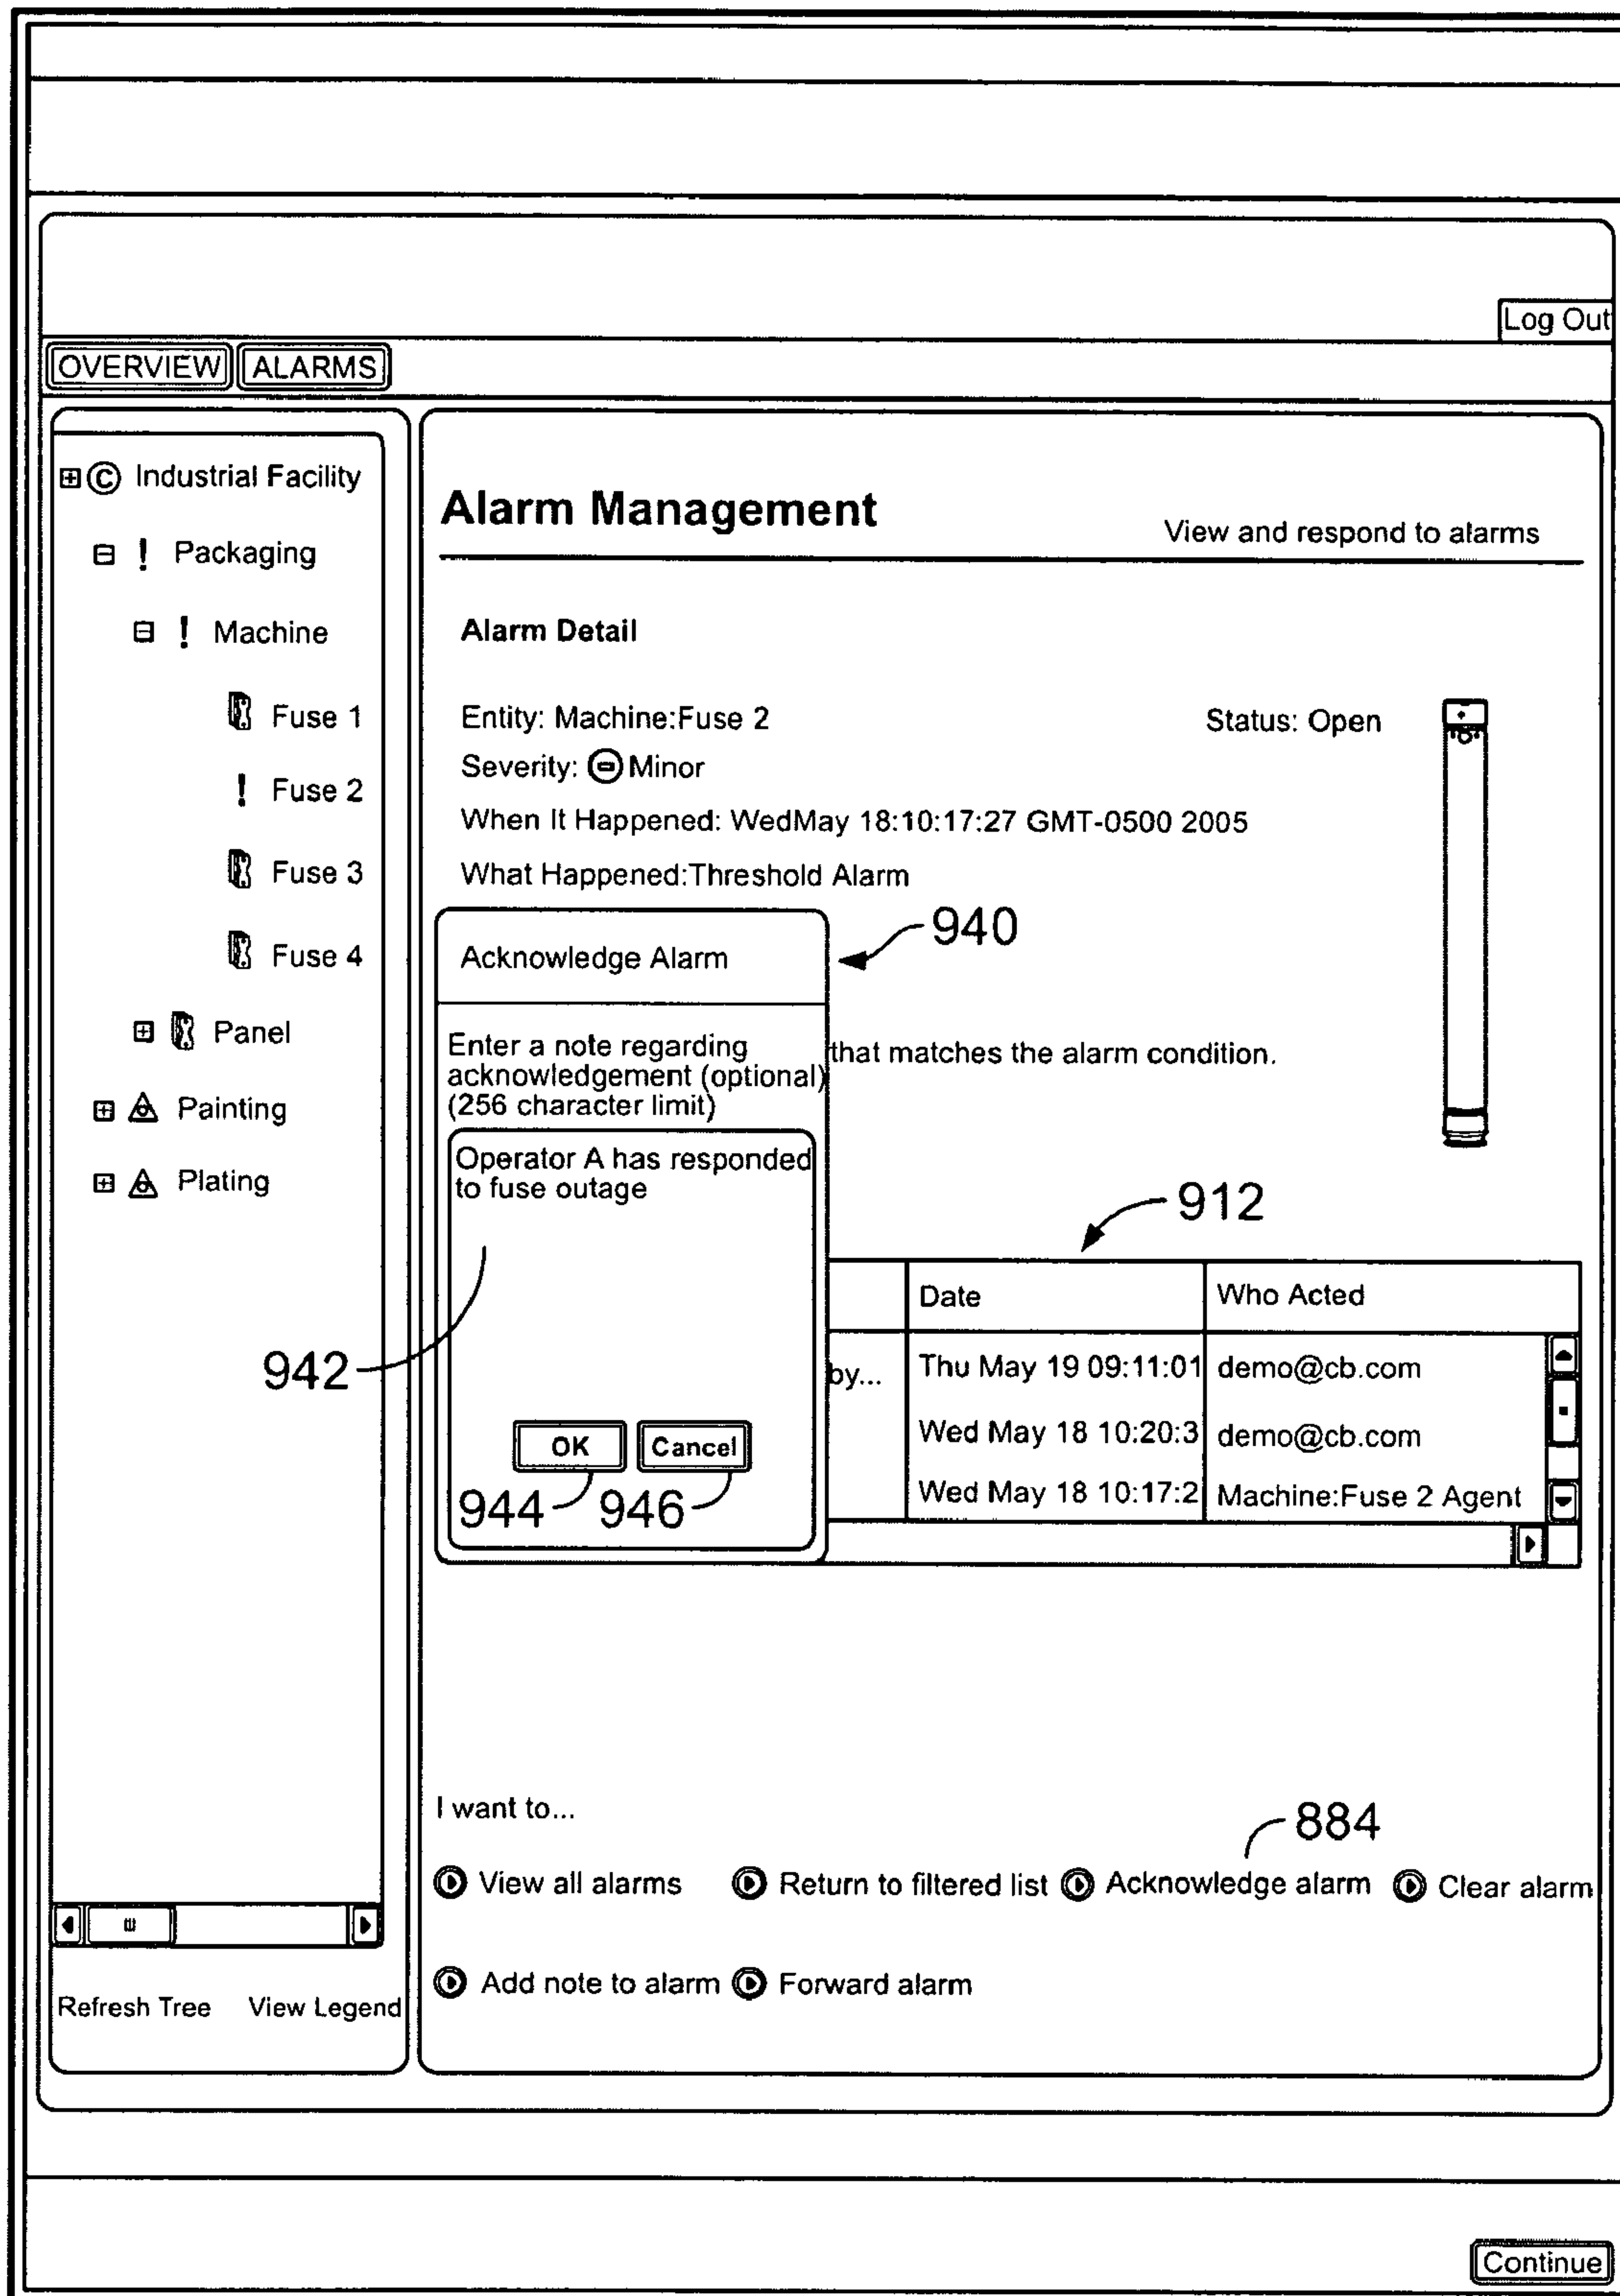 Log Out
OVERVIEW ALARMS
Industrial Facility
Packaging
Machine
Fuse 1
Fuse 2
Fuse 3
Fuse 4
Panel
Painting
Plating
Refresh Tree View Legend
Alarm Management
View and respond to alarms
Alarm Detail
Entity: Machine:Fuse 2
Status: Open
Severity: Minor
When It Happened: WedMay 18:10:17:27 GMT-0500 2005
What Happened:Threshold Alarm
940
Acknowledge Alarm
Enter a note regarding
acknowledgement (optional)
(256 character limit)
that matches the alarm condition.
Operator A has responded
to fuse outage
942
OK Cancel
944 946
912
Date Who Acted
by... Thu May 19 09:11:01 demo@cb.com
Wed May 18 10:20:3 demo@cb.com
Wed May 18 10:17:2 Machine:Fuse 2 Agent
I want to...
884
View all alarms Return to filtered list Acknowledge alarm Clear alarm
Add note to alarm Forward alarm
Continue